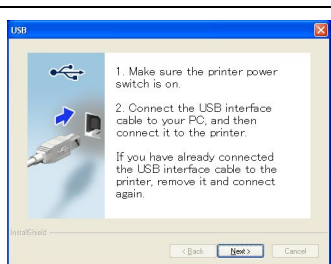 USB
1. Make sure the printer power
switch is on.
2. Connect the USB interface
cable to your PC, and then
connect it to the printer.
If you have already connected
the USB interface cable to the
printer, remove it and connect
again.
InstallShield
< Back
Next >
Cancel